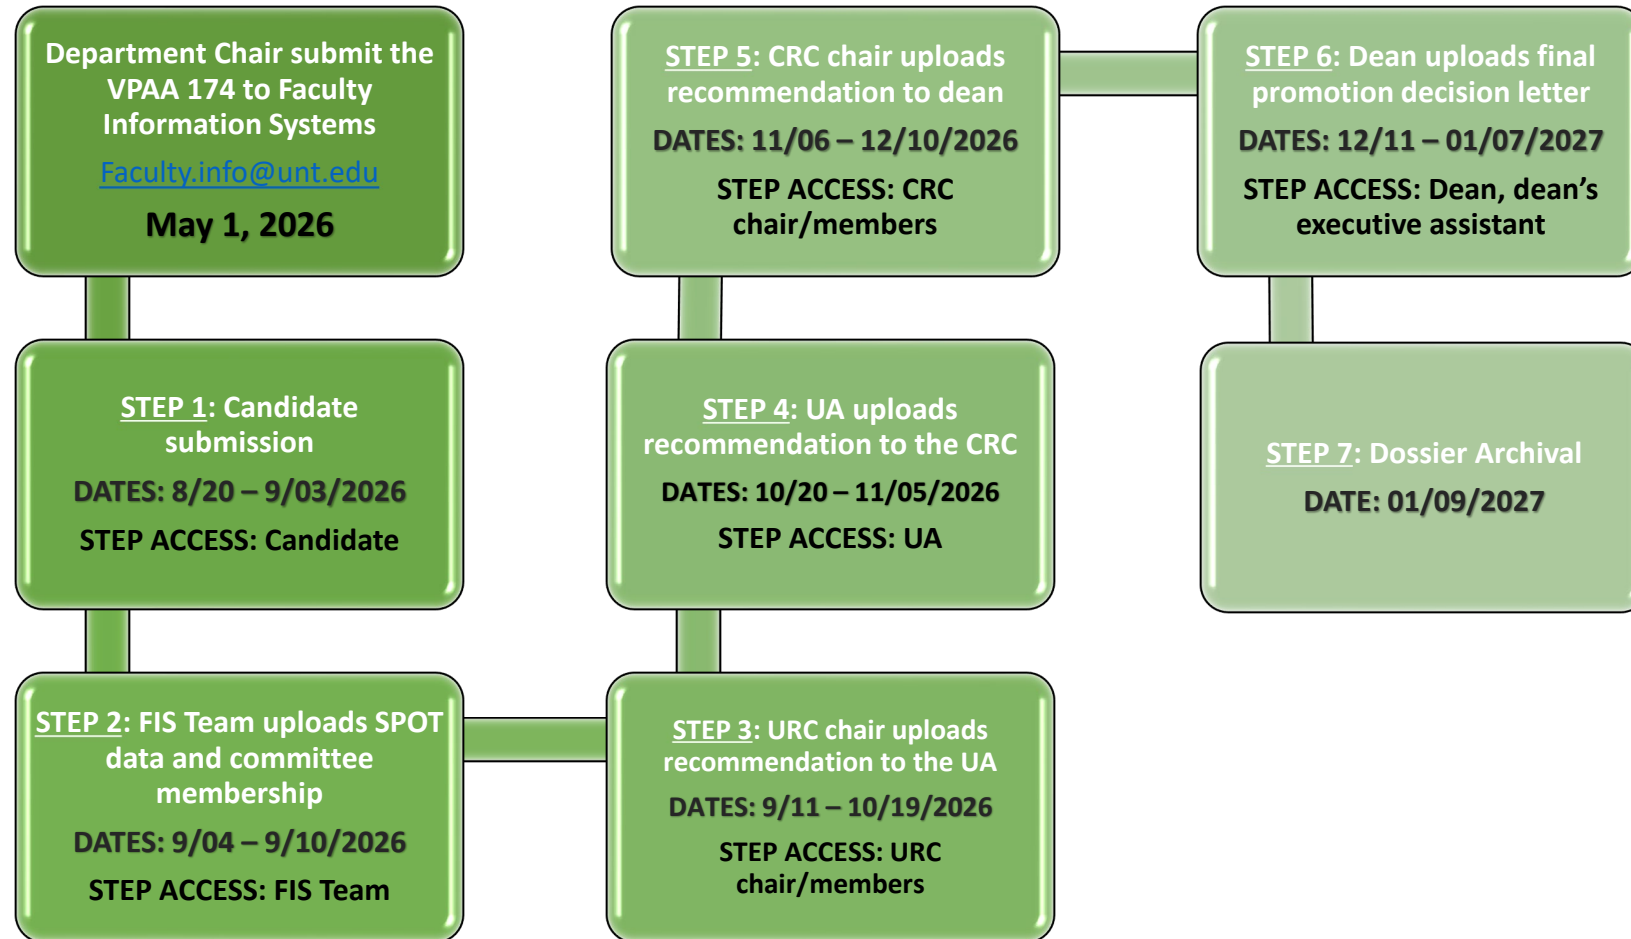 Department Chair submit the
VPAA 174 to Faculty
Information Systems
Faculty.info@unt.edu
May 1, 2026
STEP 1: Candidate
submission
DATES: 8/20 – 9/03/2026
STEP ACCESS: Candidate
STEP 2: FIS Team uploads SPOT
data and committee
membership
DATES: 9/04 – 9/10/2026
STEP ACCESS: FIS Team
STEP 3: URC chair uploads
recommendation to the UA
DATES: 9/11 – 10/19/2026
STEP ACCESS: URC
chair/members
STEP 4: UA uploads
recommendation to the CRC
DATES: 10/20 – 11/05/2026
STEP ACCESS: UA
STEP 5: CRC chair uploads
recommendation to dean
DATES: 11/06 – 12/10/2026
STEP ACCESS: CRC
chair/members
STEP 6: Dean uploads final
promotion decision letter
DATES: 12/11 – 01/07/2027
STEP ACCESS: Dean, dean’s
executive assistant
STEP 7: Dossier Archival
DATE: 01/09/2027